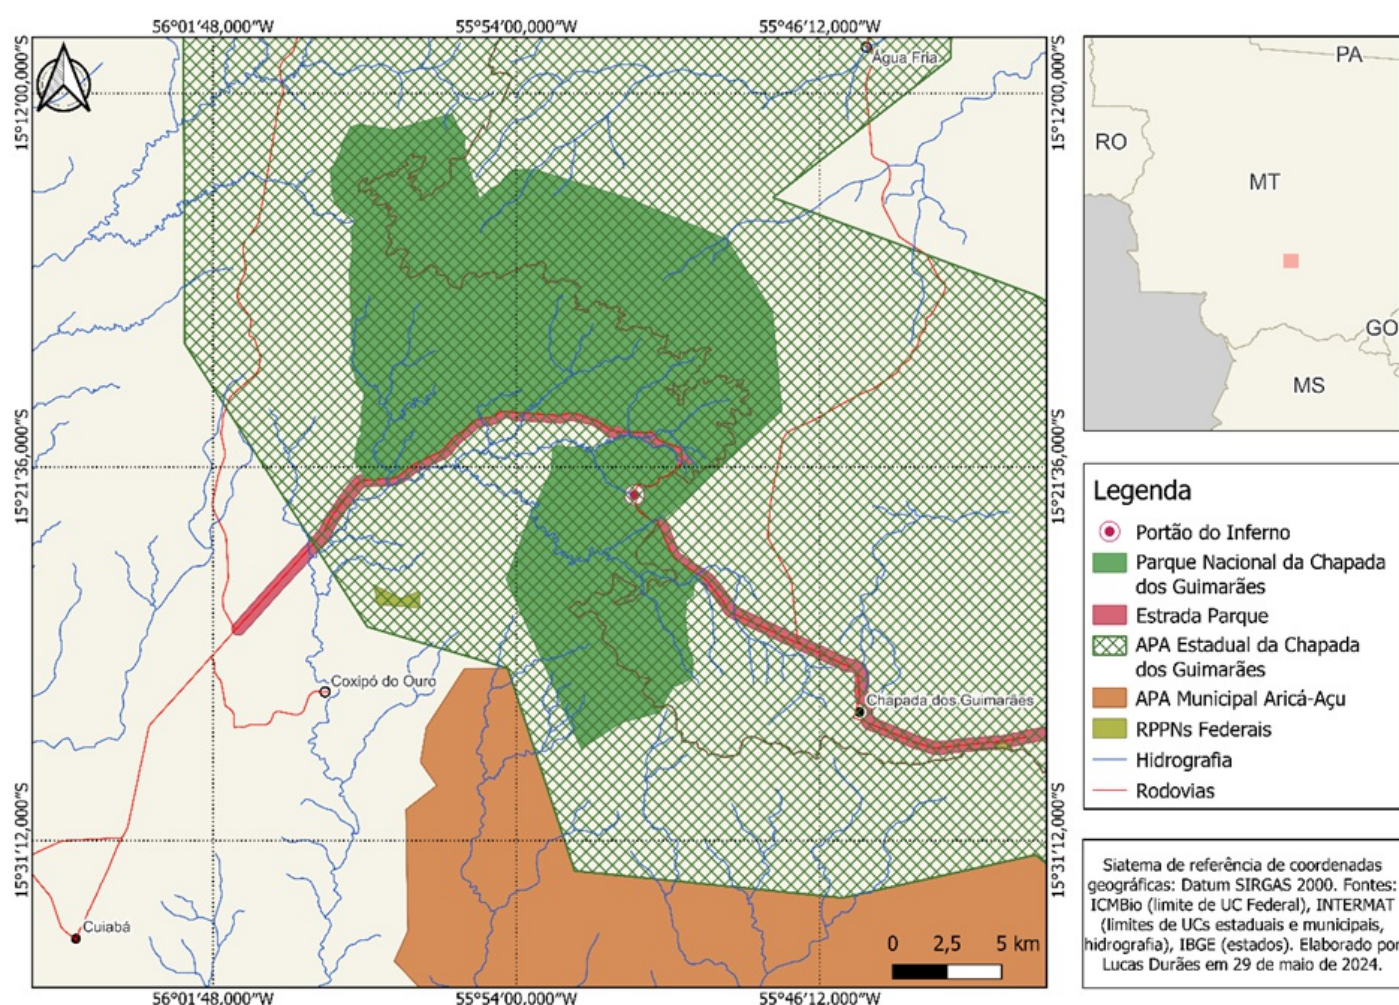 56°01'48,000"W
55°54'00,000"W
55°46'12,000"W
15°12'00,000"S
15°21'36,000"S
15°31'12,000"S
Água Fria
Coxipó do Ouro
Chapada dos Guimarães
Cuiabá
0 2,5 5 km
15°12'00,000"S
15°21'36,000"S
15°31'12,000"S
56°01'48,000"W
55°54'00,000"W
55°46'12,000"W
PA
RO
MT
GO
MS
Legenda
Portão do Inferno
Parque Nacional da Chapada
dos Guimarães
Estrada Parque
APA Estadual da Chapada
dos Guimarães
APA Municipal Aricá-Açu
RPPNs Federais
Hidrografia
Rodovias
Siatema de referência de coordenadas
geográficas: Datum SIRGAS 2000. Fontes:
ICMBio (limite de UC Federal), INTERMAT
(limites de UCs estaduais e municipais,
hidrografia), IBGE (estados). Elaborado por
Lucas Durães em 29 de maio de 2024.